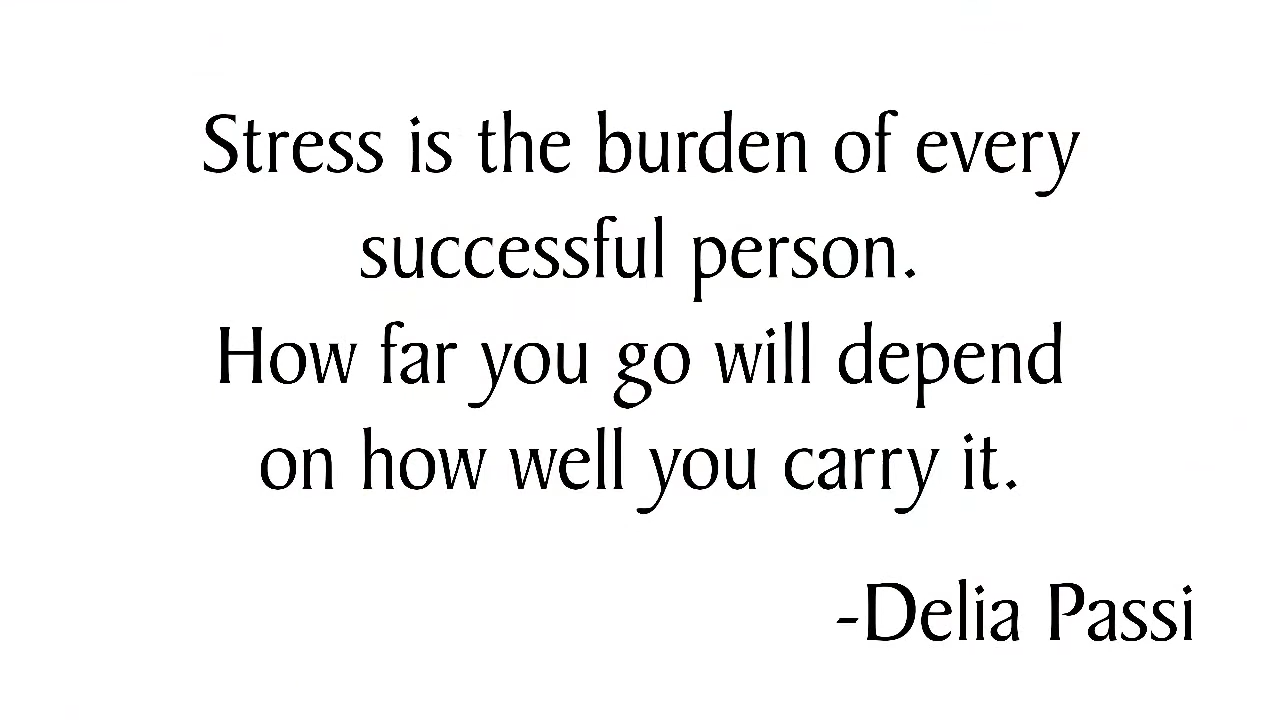 Stress is the burden of every
successful person.
How far you go will depend
on how well you carry it.
-Delia Passi